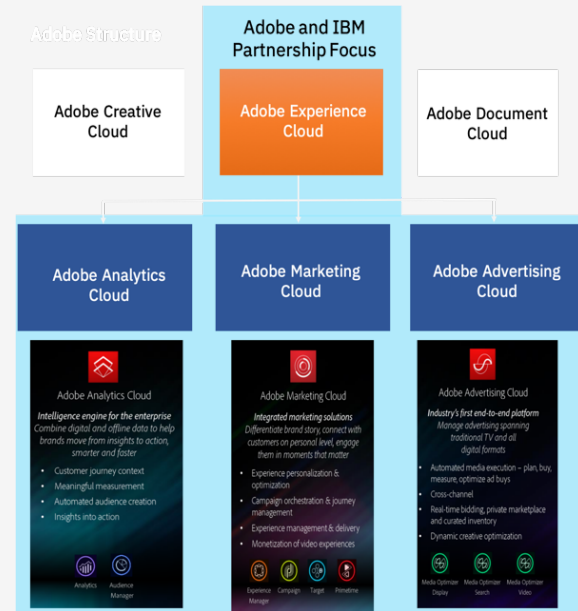 Adobe Structure
Adobe and IBM
Partnership Focus
Adobe Creative
Cloud
Adobe Experience
Cloud
Adobe Document
Cloud
Adobe Analytics
Cloud
Adobe Marketing
Cloud
Adobe Advertising
Cloud
Adobe Analytics Cloud
Intelligence engine for the enterprise
Combine digital and offline data to help
brands move from insights to action,
smarter and faster
• Customer journey context
• Meaningful measurement
• Automated audience creation
• Insights into action
Analytics
Audience
Manager
Adobe Marketing Cloud
Integrated marketing solutions
Differentiate brand story, connect with
customers on personal level, engage
them in moments that matter
• Experience personalization &
optimization
• Campaign orchestration & journey
management
• Experience management & delivery
• Monetization of video experiences
Experience
Manager
Campaign
Target
Primetime
Adobe Advertising Cloud
Industry's first end-to-end platform
Manage advertising spanning
traditional TV and all
digital formats
• Automated media execution – plan, buy,
measure, optimize ad buys
• Cross-channel
• Real-time bidding, private marketplace
and curated inventory
• Dynamic creative optimization
Media Optimizer
Display
Media Optimizer
Search
Media Optimizer
Video